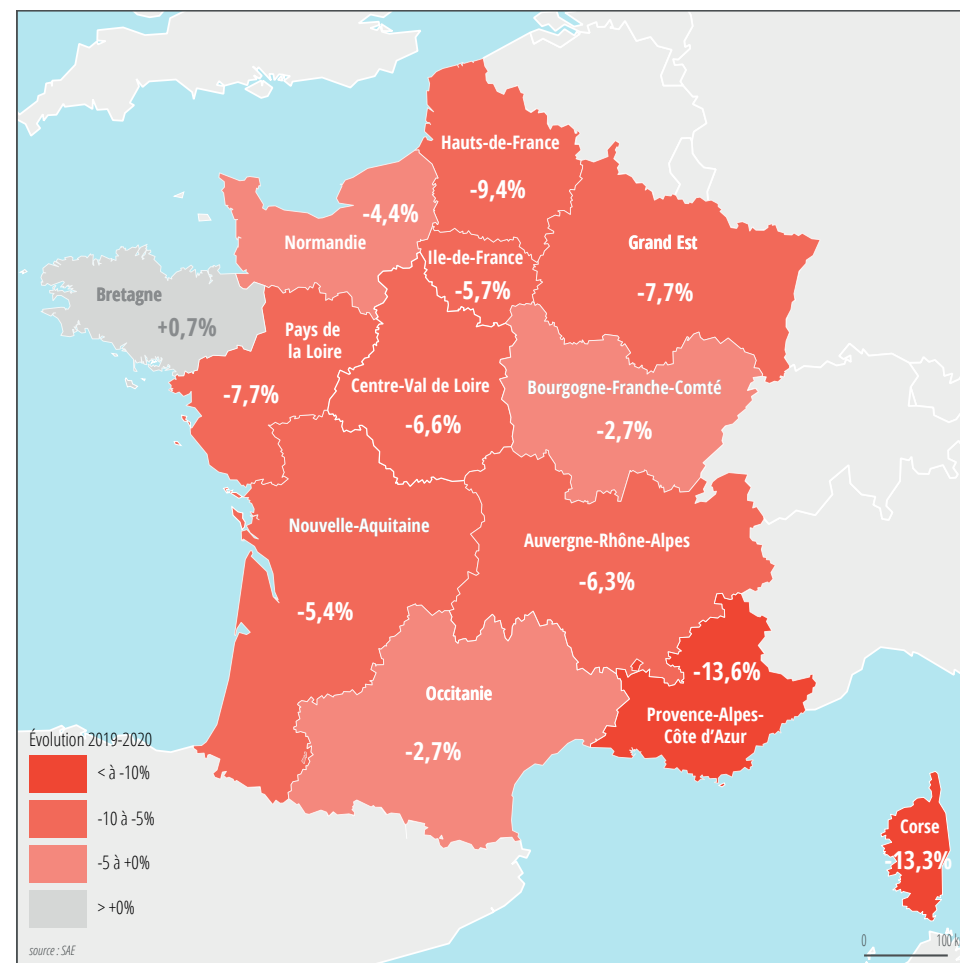 Hauts-de-France
-9,4%
-4,4%
Normandie
Ile-de-France
-5,7%
Grand Est
-7,7%
Bretagne
+0,7%
Pays de
la Loire
-7,7%
Centre-Val de Loire
-6,6%
Bourgogne-Franche-Comté
-2,7%
Nouvelle-Aquitaine
-5,4%
Auvergne-Rhône-Alpes
-6,3%
-13,6%
Provence-Alpes-
Côte d'Azur
Occitanie
-2,7%
Corse
-13,3%
Évolution 2019-2020
< à -10%
-10 à -5%
-5 à +0%
> +0%
source : SAE
0 100 k